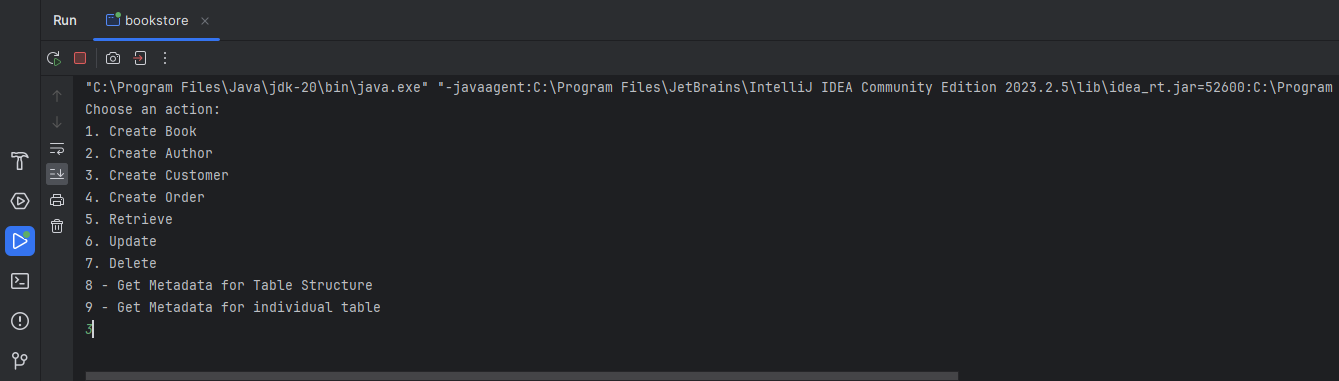 Run bookstore
"C:\Program Files\Java\jdk-20\bin\java.exe" "-javaagent:C:\Program Files\JetBrains\IntelliJ IDEA Community Edition 2023.2.5\lib\idea_rt.jar=52600:C:\Program
Choose an action:
1. Create Book
2. Create Author
3. Create Customer
4. Create Order
5. Retrieve
6. Update
7. Delete
8 - Get Metadata for Table Structure
9 - Get Metadata for individual table
3